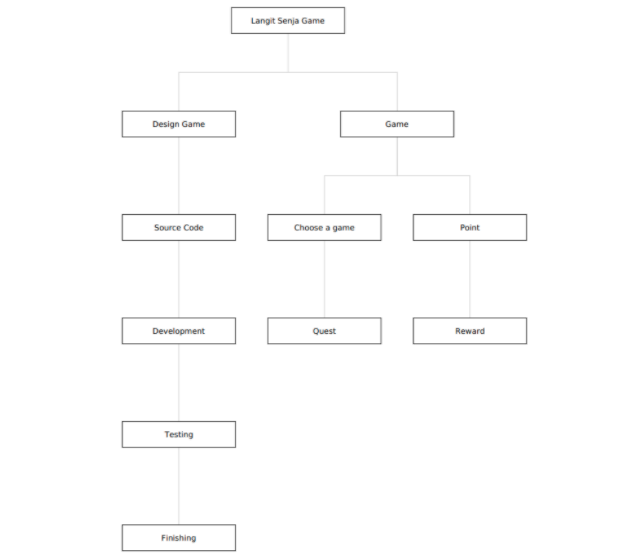 Langit Senja Game
Design Game
Game
Source Code
Choose a game
Point
Development
Quest
Reward
Testing
Finishing